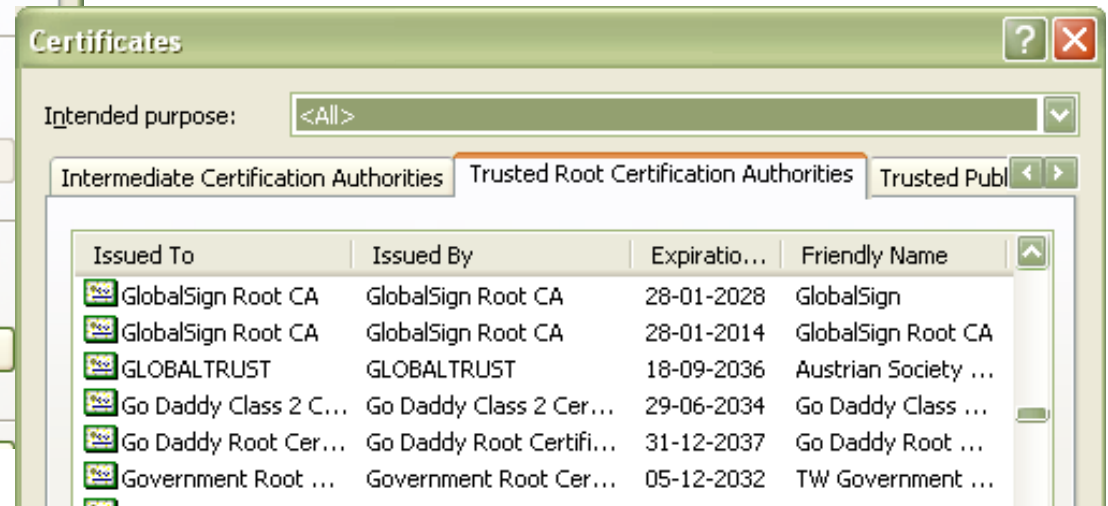 Certificates
Intended purpose: <All>
Intermediate Certification Authorities Trusted Root Certification Authorities Trusted Publ
Issued To Issued By Expiratio... Friendly Name
GlobalSign Root CA GlobalSign Root CA 28-01-2028 GlobalSign
GlobalSign Root CA GlobalSign Root CA 28-01-2014 GlobalSign Root CA
GLOBALTRUST GLOBALTRUST 18-09-2036 Austrian Society ...
Go Daddy Class 2 C... Go Daddy Class 2 Cer... 29-06-2034 Go Daddy Class ...
Go Daddy Root Cer... Go Daddy Root Certifi... 31-12-2037 Go Daddy Root ...
Government Root ... Government Root Cer... 05-12-2032 TW Government ...